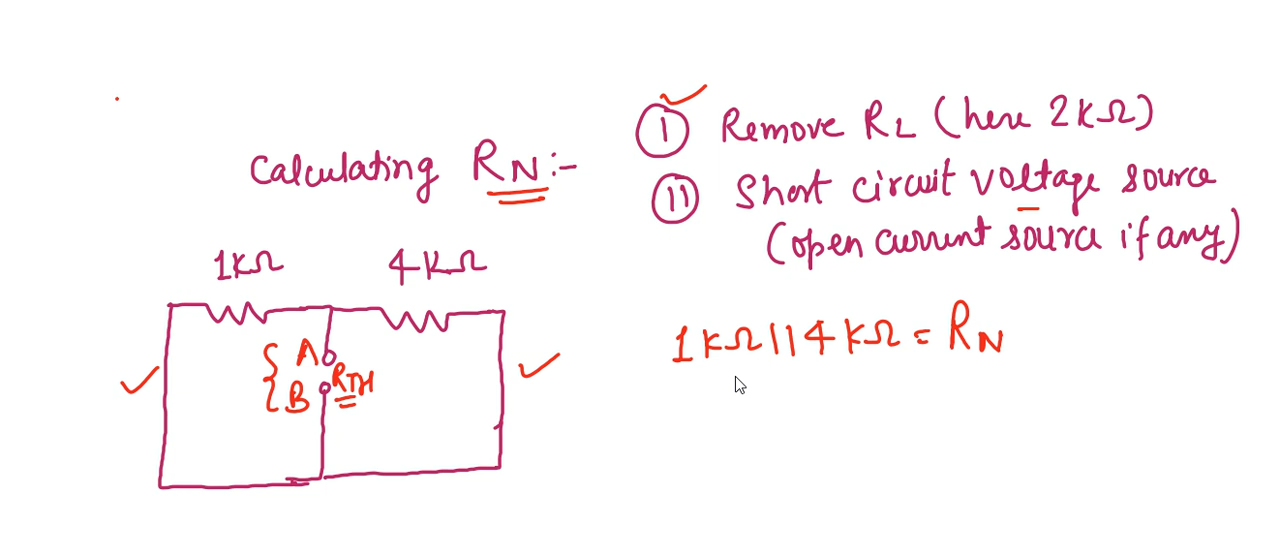 Calculating RN:-
1KΩ 4KΩ
A
B RTH
I Remove RL (here 2KΩ)
II Short circuit voltage source
(open current source if any)
1KΩ || 4KΩ = RN